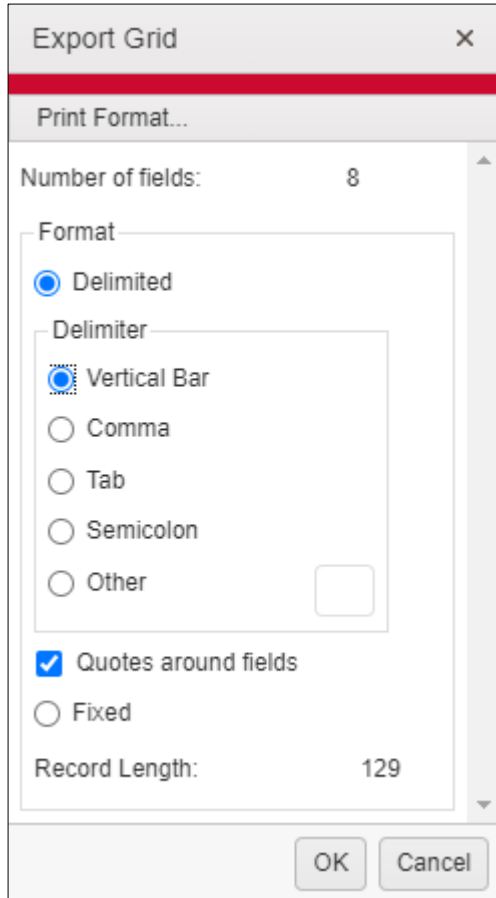 Export Grid
Print Format...
Number of fields: 8
Format
Delimited
Delimiter
Vertical Bar
Comma
Tab
Semicolon
Other
Quotes around fields
Fixed
Record Length: 129
OK Cancel